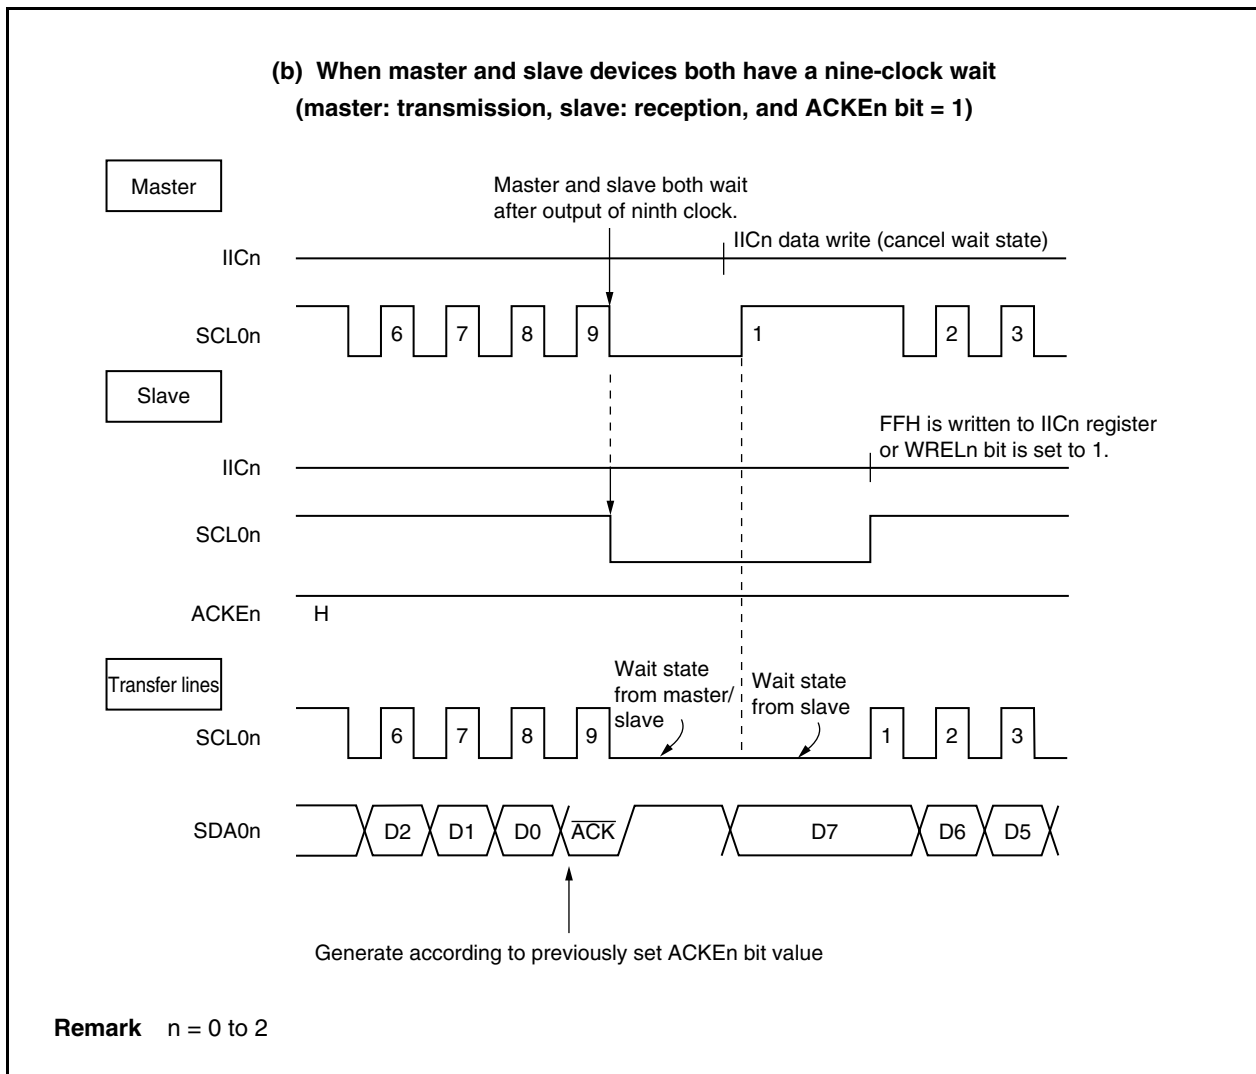 (b) When master and slave devices both have a nine-clock wait
(master: transmission, slave: reception, and ACKEn bit = 1)
Master
Master and slave both wait
after output of ninth clock.
IICn
IICn data write (cancel wait state)
SCL0n
6 7 8 9 1 2 3
Slave
FFH is written to IICn register
or WRELn bit is set to 1.
IICn
SCL0n
ACKEn H
Transfer lines
Wait state
from master/
slave
Wait state
from slave
SCL0n
6 7 8 9 1 2 3
SDA0n
D2 D1 D0 ACK D7 D6 D5
Generate according to previously set ACKEn bit value
Remark n = 0 to 2